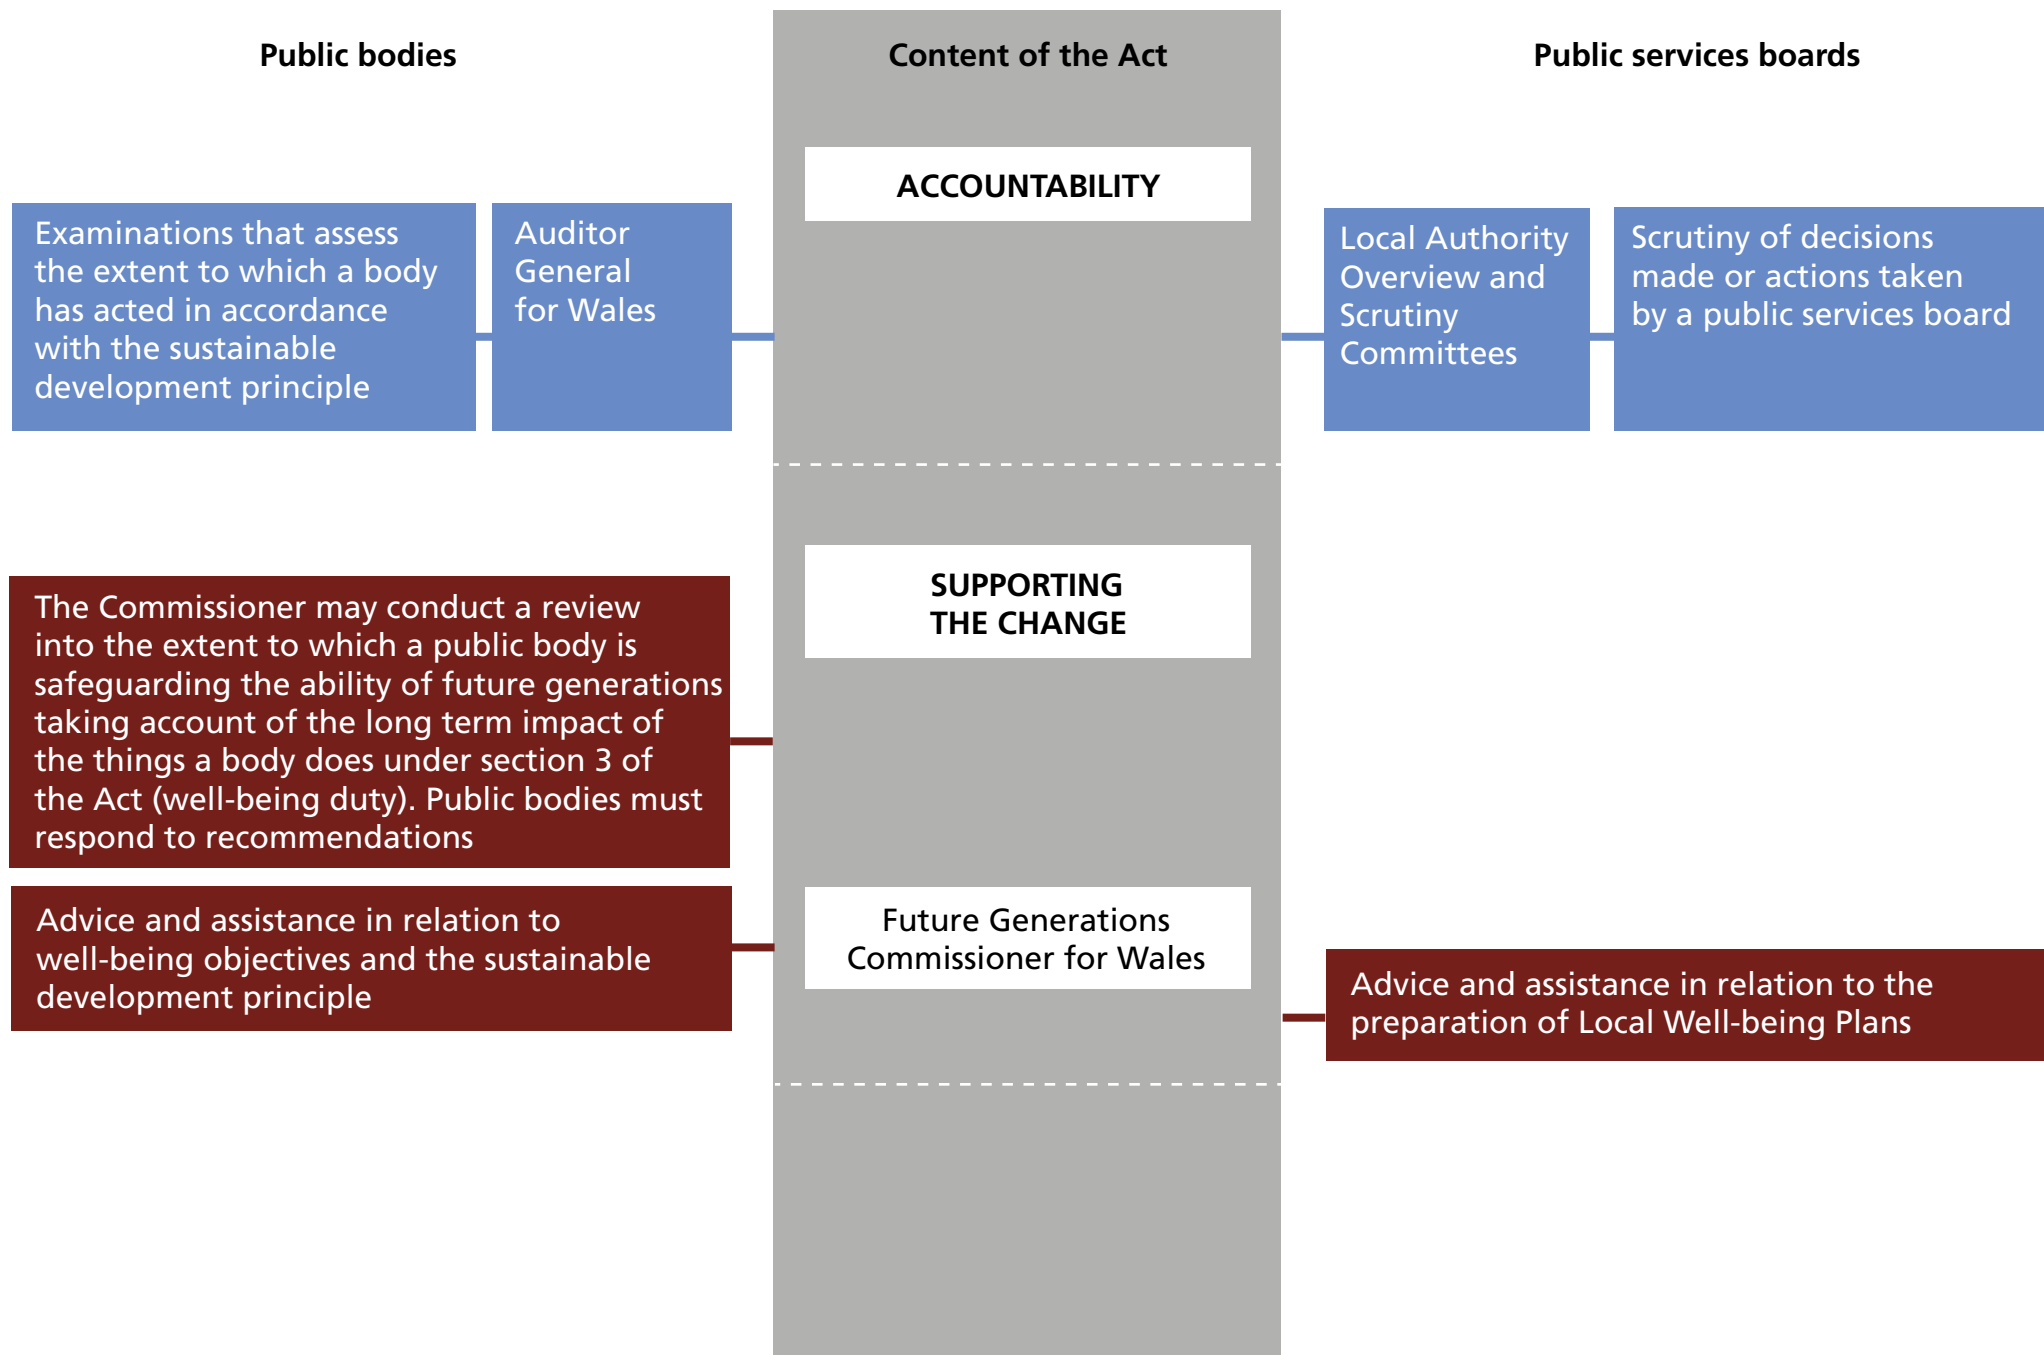 Public bodies
Content of the Act
Public services boards
ACCOUNTABILITY
Examinations that assess
the extent to which a body
has acted in accordance
with the sustainable
development principle
Auditor
General
for Wales
Local Authority
Overview and
Scrutiny
Committees
Scrutiny of decisions
made or actions taken
by a public services board
SUPPORTING
THE CHANGE
The Commissioner may conduct a review
into the extent to which a public body is
safeguarding the ability of future generations
taking account of the long term impact of
the things a body does under section 3 of
the Act (well-being duty). Public bodies must
respond to recommendations
Advice and assistance in relation to
well-being objectives and the sustainable
development principle
Future Generations
Commissioner for Wales
Advice and assistance in relation to the
preparation of Local Well-being Plans